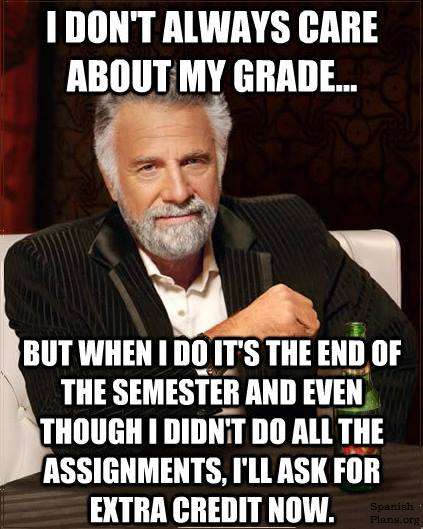 I DON'T ALWAYS CARE
ABOUT MY GRADE...
BUT WHEN I DO IT'S THE END OF
THE SEMESTER AND EVEN
THOUGH I DIDN'T DO ALL THE
ASSIGNMENTS, I'LL ASK FOR
EXTRA CREDIT NOW.
Spanish
Plans.org